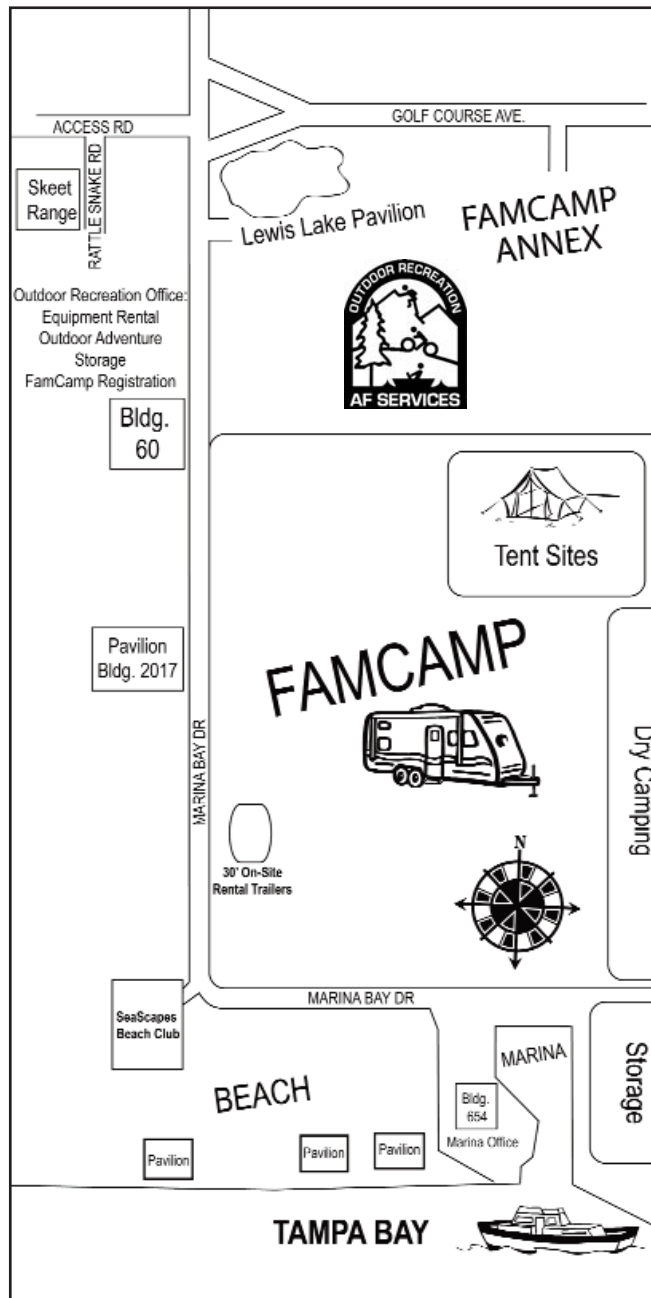 GOLF COURSE AVE.
ACCESS RD
Skeet
Range
RATTLE SNAKE RD
Lewis Lake Pavilion
FAMCAMP
ANNEX
OUTDOOR RECREATION
AF SERVICES
Outdoor Recreation Office:
Equipment Rental
Outdoor Adventure
Storage
FamCamp Registration
Bldg.
60
Tent Sites
Pavilion
Bldg. 2017
FAMCAMP
MARINA BAY DR
Dry Camping
30' On-Site
Rental Trailers
N
MARINA BAY DR
SeaScapes
Beach Club
BEACH
MARINA
Storage
Bldg.
654
Marina Office
Pavilion
Pavilion
Pavilion
TAMPA BAY